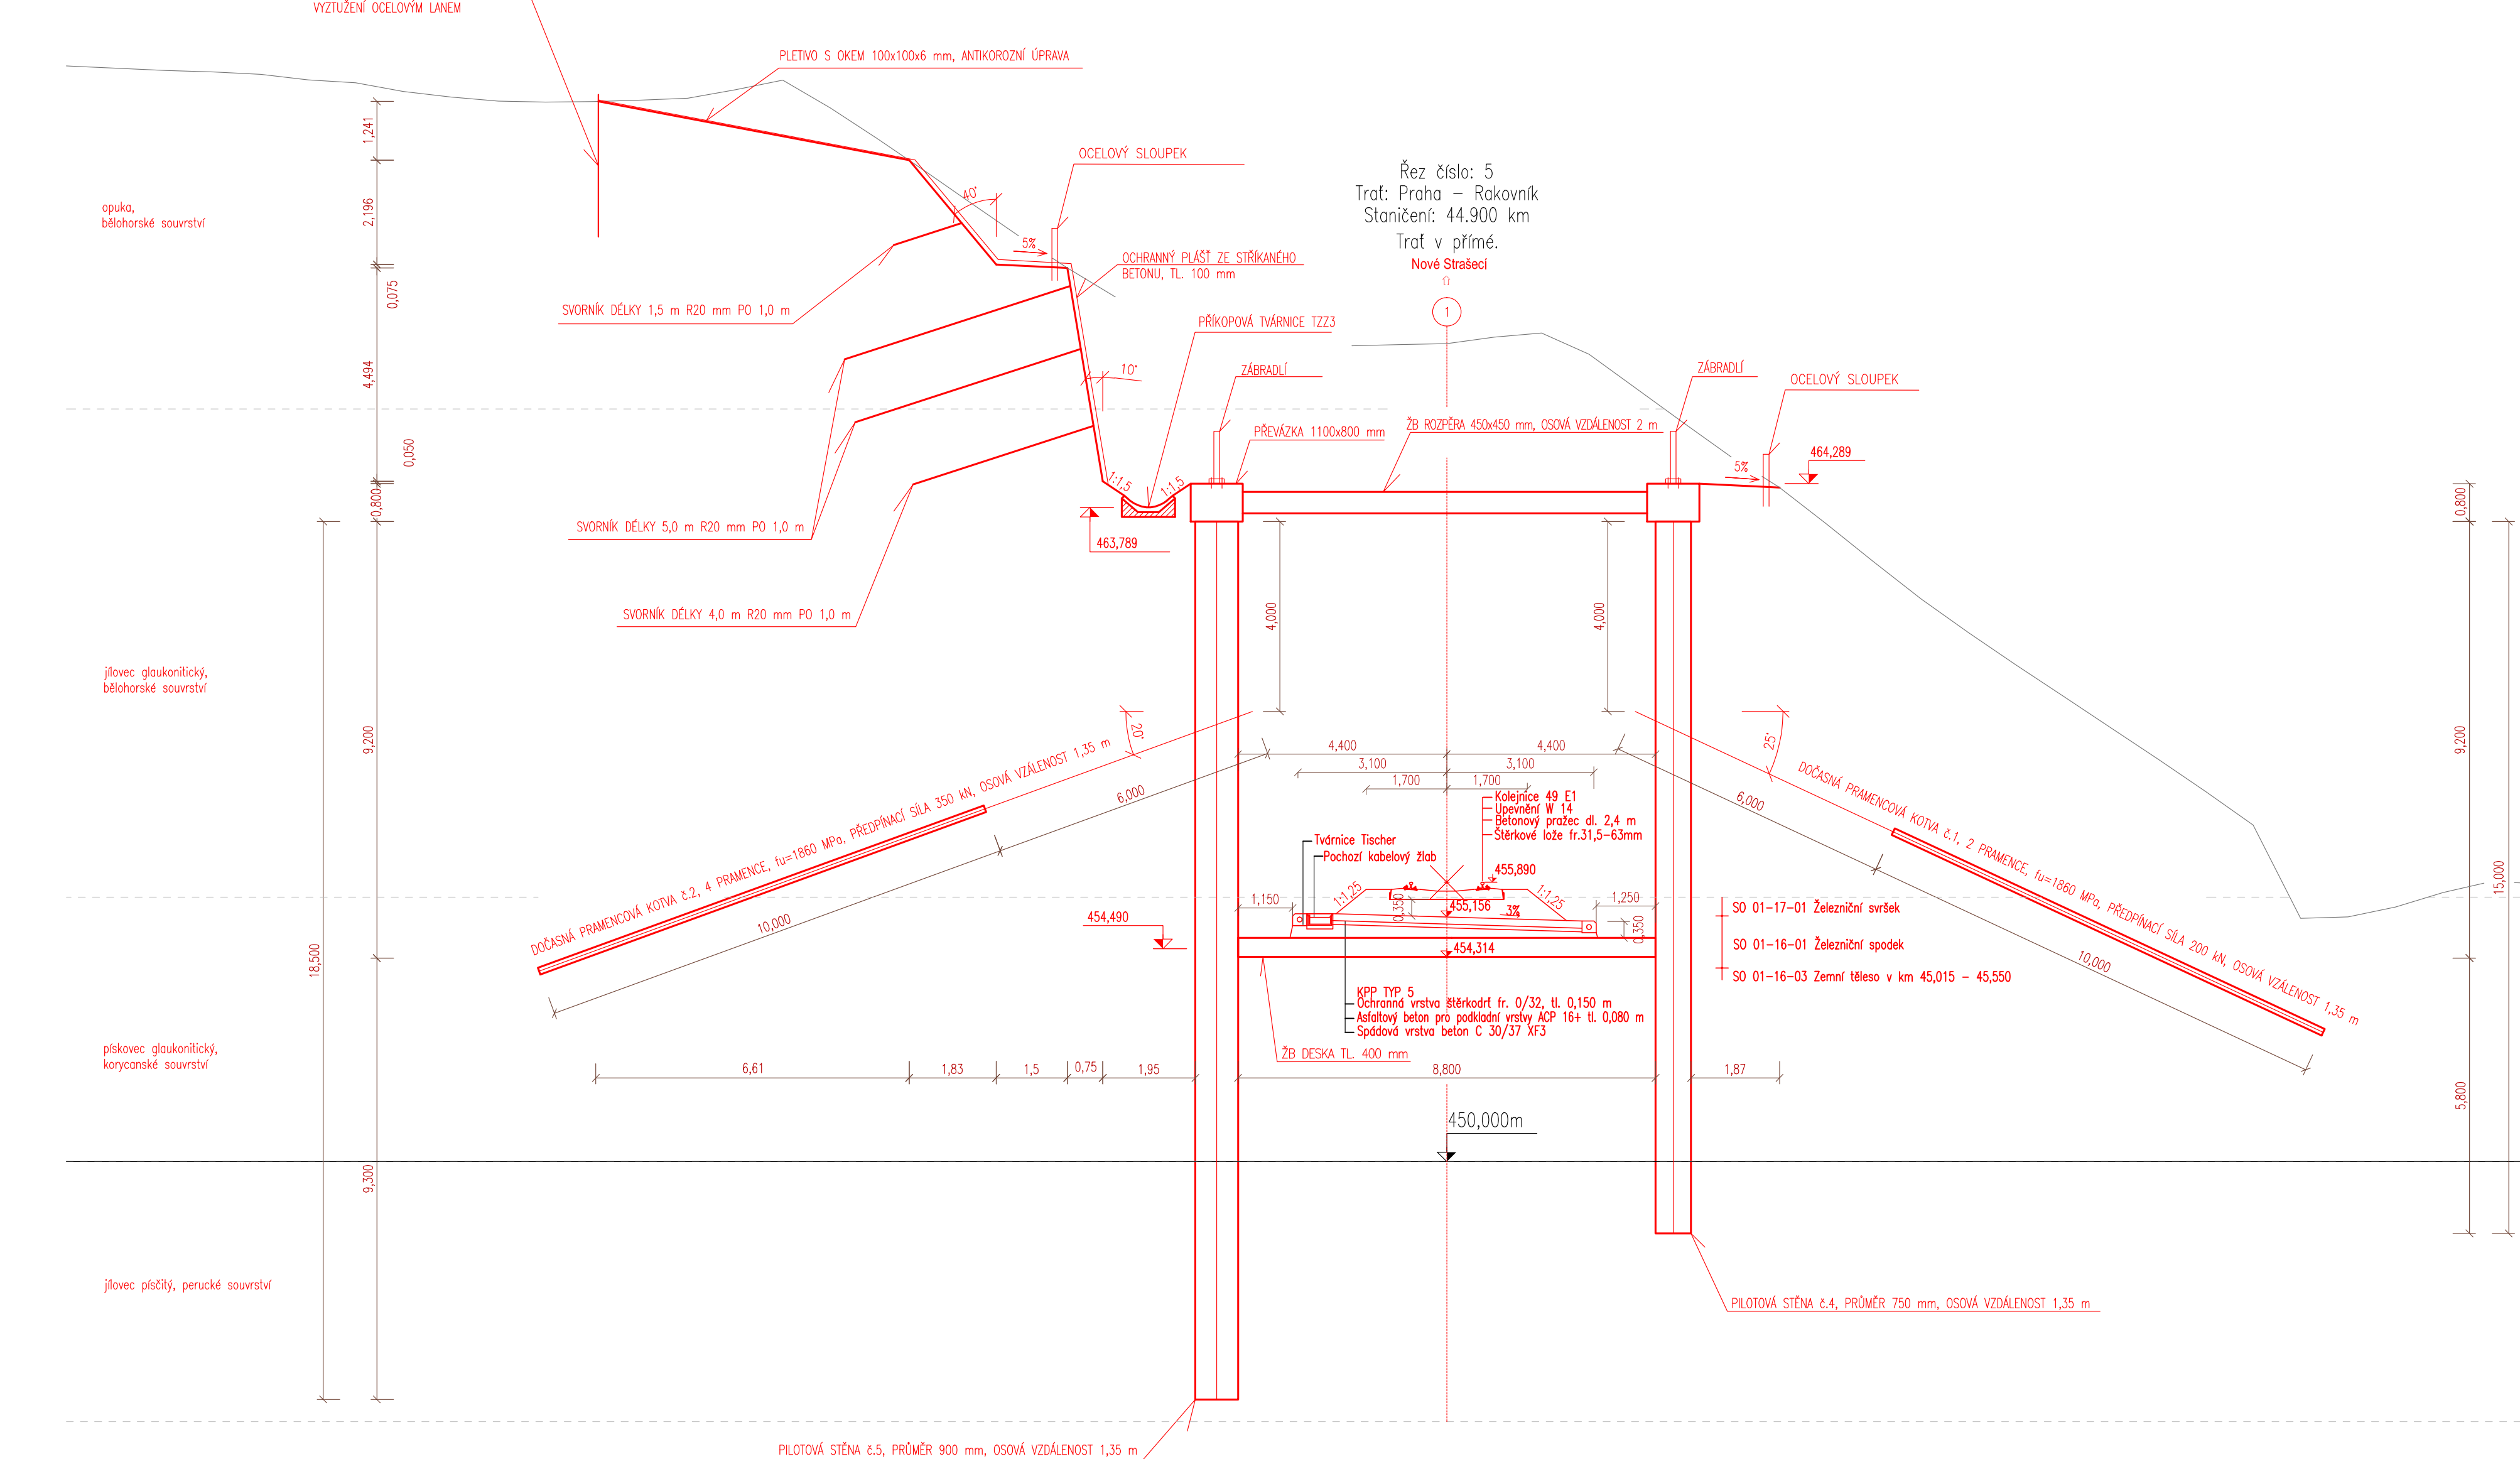 VYZTUŽENÍ OCELOVÝM LANEM
PLETIVO S OKEM 100x100x6 mm, ANTIKOROZNÍ ÚPRAVA
1,241
OCELOVÝ SLOUPEK
Řez číslo: 5
Trať: Praha – Rakovník
Staničení: 44.900 km
Trať v přímé.
Nové Strašecí
1
opuka,
bělohorské souvrství
2,196
40°
5%
OCHRANNÝ PLÁŠŤ ZE STŘÍKANÉHO
BETONU, TL. 100 mm
0,075
SVORNÍK DÉLKY 1,5 m R20 mm PO 1,0 m
PŘÍKOPOVÁ TVÁRNICE TZZ3
4,494
10°
ZÁBRADLÍ
ZÁBRADLÍ
OCELOVÝ SLOUPEK
PŘEVÁZKA 1100x800 mm
ŽB ROZPĚRA 450x450 mm, OSOVÁ VZDÁLENOST 2 m
0,050
464,289
5%
1:1,5
1:1,5
0,800
0,800
SVORNÍK DÉLKY 5,0 m R20 mm PO 1,0 m
463,789
SVORNÍK DÉLKY 4,0 m R20 mm PO 1,0 m
4,000
4,000
jílovec glaukonitický,
bělohorské souvrství
9,200
20°
25°
9,200
DOČASNÁ PRAMENCOVÁ KOTVA č.2, 4 PRAMENCE, fu=1860 MPa, PŘEDPÍNACÍ SÍLA 350 kN, OSOVÁ VZÁLENOST 1,35 m
6,000
10,000
4,400
4,400
3,100
3,100
1,700
1,700
DOČASNÁ PRAMENCOVÁ KOTVA č.1, 2 PRAMENCE, fu=1860 MPa, PŘEDPÍNACÍ SÍLA 200 kN, OSOVÁ VZDÁLENOST 1,35 m
6,000
10,000
Kolejnice 49 E1
Upevnění W 14
Betonový pražec dl. 2,4 m
Štěrkové lože fr.31,5–63mm
Tvárnice Tischer
Pochozí kabelový žlab
455,890
1:1,25
1:1,25
1,150
0,350
455,156
3%
1,250
0,350
454,490
454,314
15,000
SO 01–17–01 Železniční svršek
SO 01–16–01 Železniční spodek
SO 01–16–03 Zemní těleso v km 45,015 – 45,550
18,500
KPP TYP 5
Ochranná vrstva štěrkodrť fr. 0/32, tl. 0,150 m
Asfaltový beton pro podkladní vrstvy ACP 16+ tl. 0,080 m
Spádová vrstva beton C 30/37 XF3
ŽB DESKA TL. 400 mm
pískovec glaukonitický,
korycanské souvrství
6,61
1,83
1,5
0,75
1,95
8,800
1,87
5,800
450,000m
9,300
jílovec písčitý, perucké souvrství
PILOTOVÁ STĚNA č.4, PRŮMĚR 750 mm, OSOVÁ VZDÁLENOST 1,35 m
PILOTOVÁ STĚNA č.5, PRŮMĚR 900 mm, OSOVÁ VZDÁLENOST 1,35 m